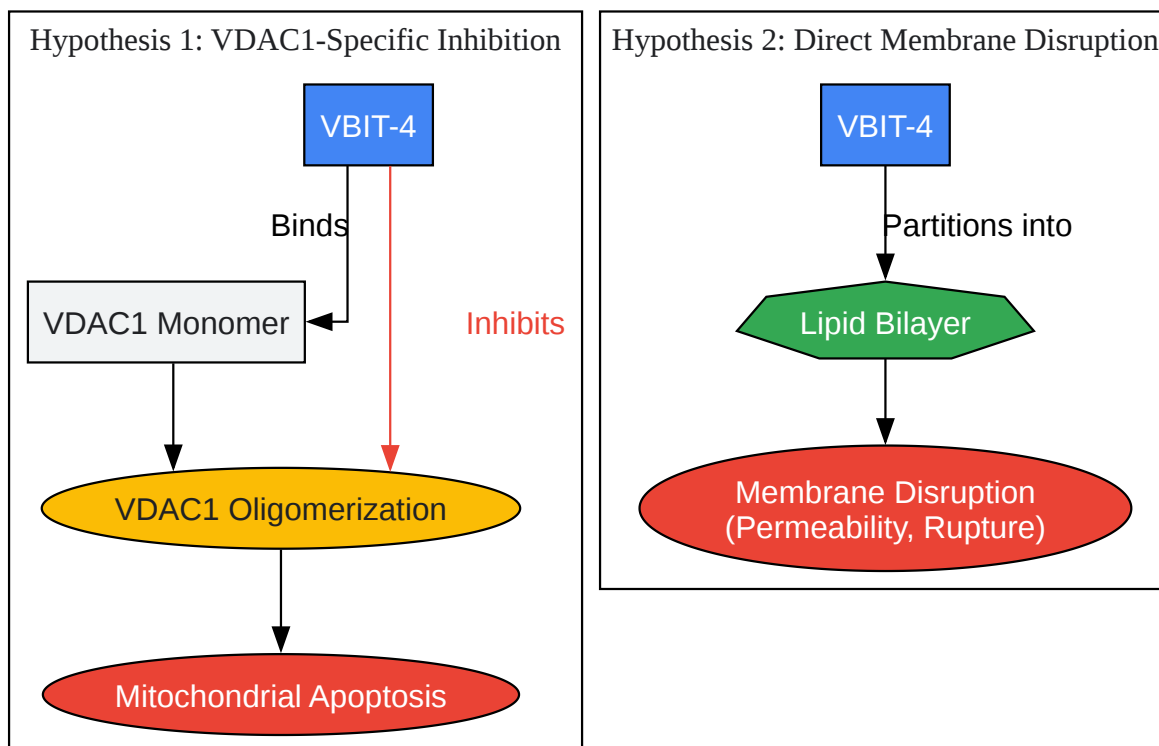 Hypothesis 1: VDAC1-Specific Inhibition
VBIT-4
Binds
VDAC1 Monomer
Inhibits
VDAC1 Oligomerization
Mitochondrial Apoptosis
Hypothesis 2: Direct Membrane Disruption
VBIT-4
Partitions into
Lipid Bilayer
Membrane Disruption
(Permeability, Rupture)